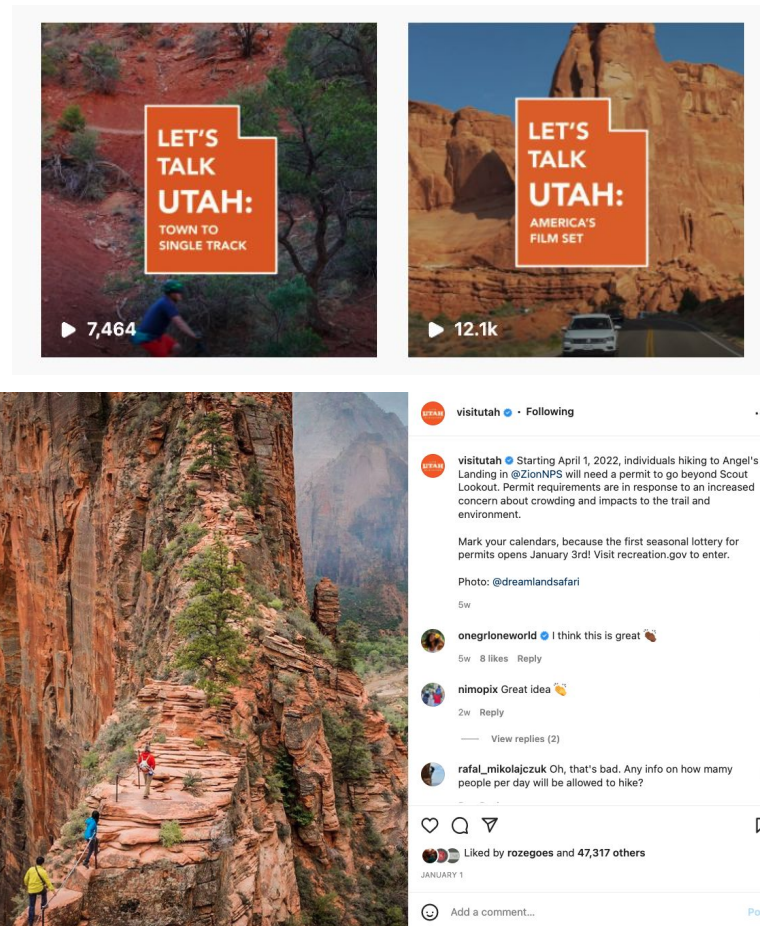 LET'S
TALK
UTAH:
TOWN TO
SINGLE TRACK
7,464
LET'S
TALK
UTAH:
AMERICA'S
FILM SET
12.1k
UTAH
visitutah • Following
UTAH
visitutah Starting April 1, 2022, individuals hiking to Angel's
Landing in @ZionNPS will need a permit to go beyond Scout
Lookout. Permit requirements are in response to an increased
concern about crowding and impacts to the trail and
environment.
Mark your calendars, because the first seasonal lottery for
permits opens January 3rd! Visit recreation.gov to enter.
Photo: @dreamlandsafari
5w
onegrloneworld I think this is great 👏🏾
5w 8 likes Reply
nimopix Great idea 👏
2w Reply
View replies (2)
rafal_mikolajczuk Oh, that's bad. Any info on how mamy
people per day will be allowed to hike?
Liked by rozegoes and 47,317 others
JANUARY 1
Add a comment...